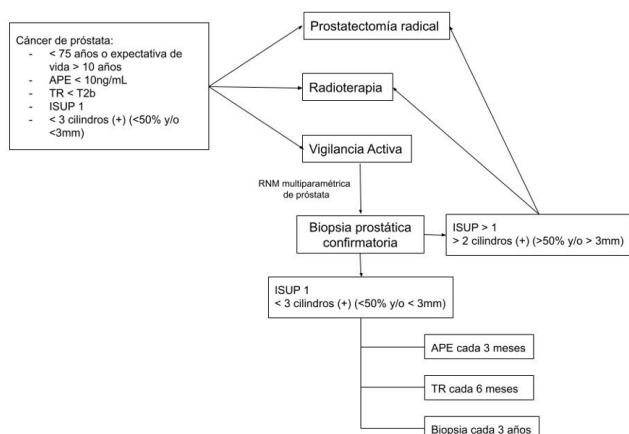 Prostatectomía radical
Cáncer de próstata:
- < 75 años o expectativa de
vida > 10 años
- APE < 10ng/mL
- TR < T2b
- ISUP 1
- < 3 cilindros (+) (<50% y/o
<3mm)
Radioterapia
Vigilancia Activa
RNM multiparamétrica
de próstata
Biopsia prostática
confirmatoria
ISUP > 1
> 2 cilindros (+) (>50% y/o > 3mm)
ISUP 1
< 3 cilindros (+) (<50% y/o < 3mm)
APE cada 3 meses
TR cada 6 meses
Biopsia cada 3 años